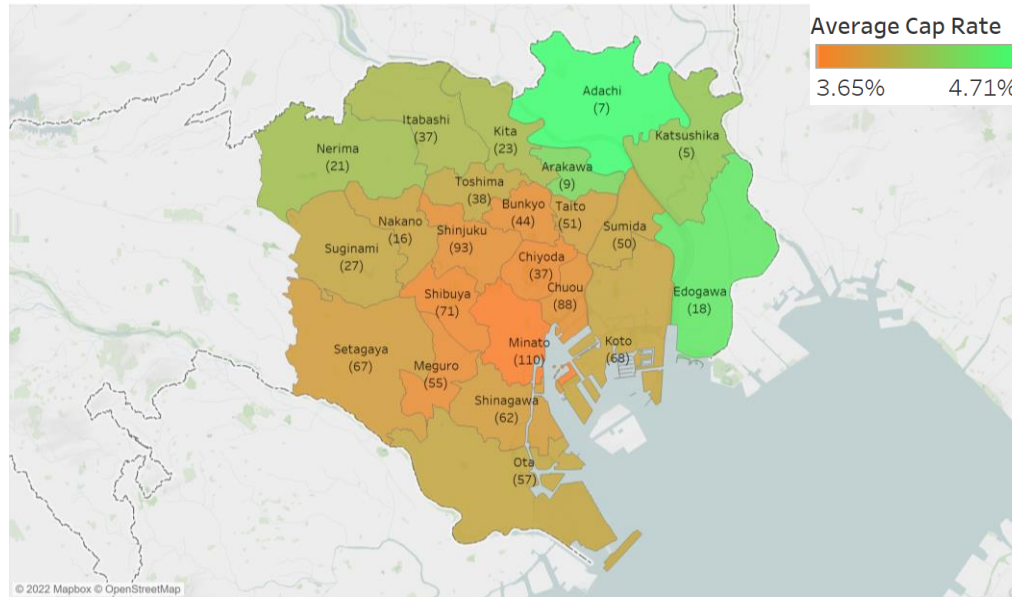 Average Cap Rate
3.65% 4.71%
Adachi
(7)
Itabashi
(37)
Kita
(23)
Katsushika
(5)
Nerima
(21)
Arakawa
(9)
Toshima
(38)
Bunkyo
(44)
Taito
(51)
Nakano
(16)
Shinjuku
(93)
Sumida
(50)
Suginami
(27)
Chiyoda
(37)
Chuou
(88)
Shibuya
(71)
Edogawa
(18)
Minato
(110)
Koto
(68)
Setagaya
(67)
Meguro
(55)
Shinagawa
(62)
Ota
(57)
© 2022 Mapbox © OpenStreetMap